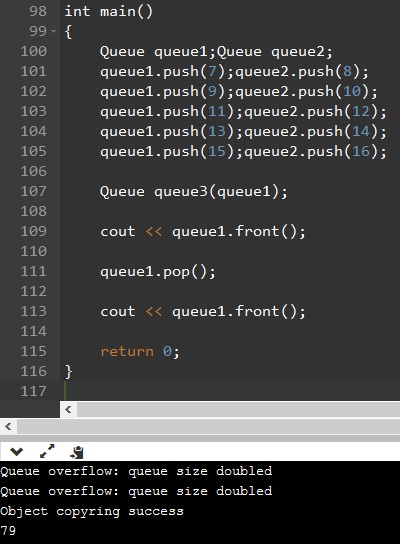 98 int main()
99 {
100 Queue queue1;Queue queue2;
101 queue1.push(7);queue2.push(8);
102 queue1.push(9);queue2.push(10);
103 queue1.push(11);queue2.push(12);
104 queue1.push(13);queue2.push(14);
105 queue1.push(15);queue2.push(16);
106
107 Queue queue3(queue1);
108
109 cout << queue1.front();
110
111 queue1.pop();
112
113 cout << queue1.front();
114
115 return 0;
116 }
117
Queue overflow: queue size doubled
Queue overflow: queue size doubled
Object copyring success
79